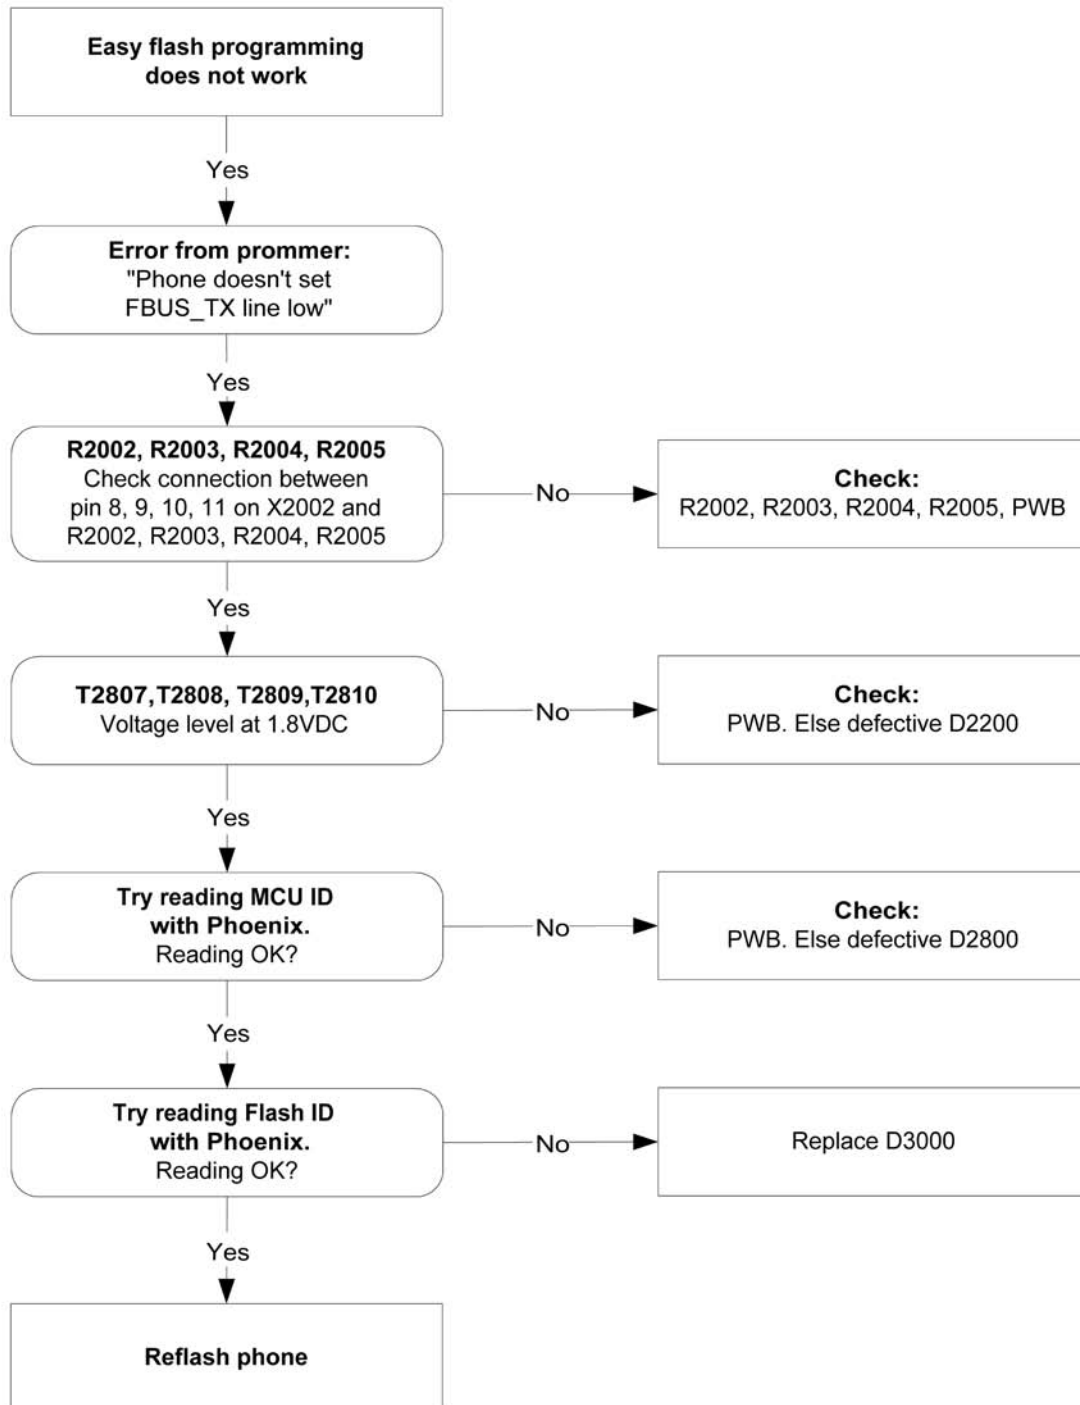 Easy flash programming
does not work
Yes
Error from prommer:
"Phone doesn't set
FBUS_TX line low"
Yes
R2002, R2003, R2004, R2005
Check connection between
pin 8, 9, 10, 11 on X2002 and
R2002, R2003, R2004, R2005
No
Check:
R2002, R2003, R2004, R2005, PWB
Yes
T2807,T2808, T2809,T2810
Voltage level at 1.8VDC
No
Check:
PWB. Else defective D2200
Yes
Try reading MCU ID
with Phoenix.
Reading OK?
No
Check:
PWB. Else defective D2800
Yes
Try reading Flash ID
with Phoenix.
Reading OK?
No
Replace D3000
Yes
Reflash phone